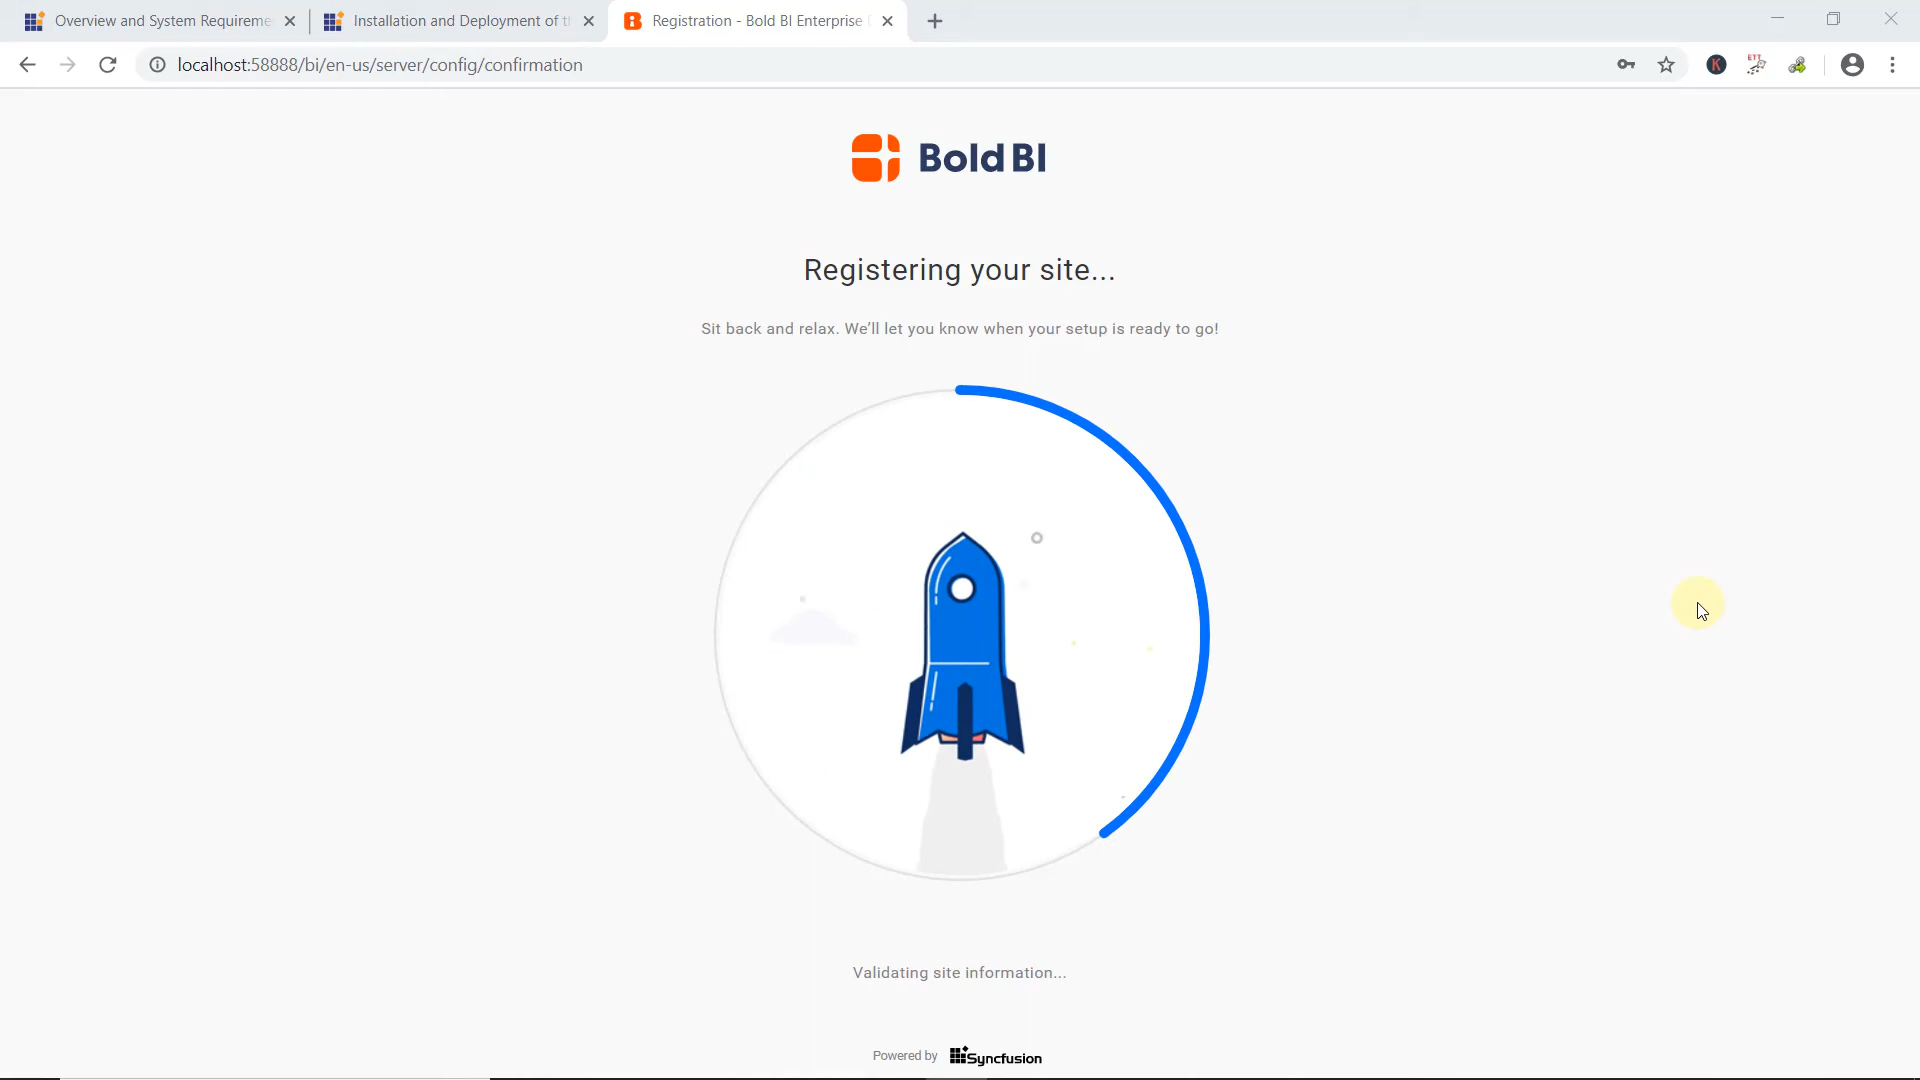 Overview and System Requireme
Installation and Deployment of t
Registration - Bold BI Enterprise
localhost:58888/bi/en-us/server/config/confirmation
K
ETT
Bold BI
Registering your site...
Sit back and relax. We'll let you know when your setup is ready to go!
Validating site information...
Powered by Syncfusion